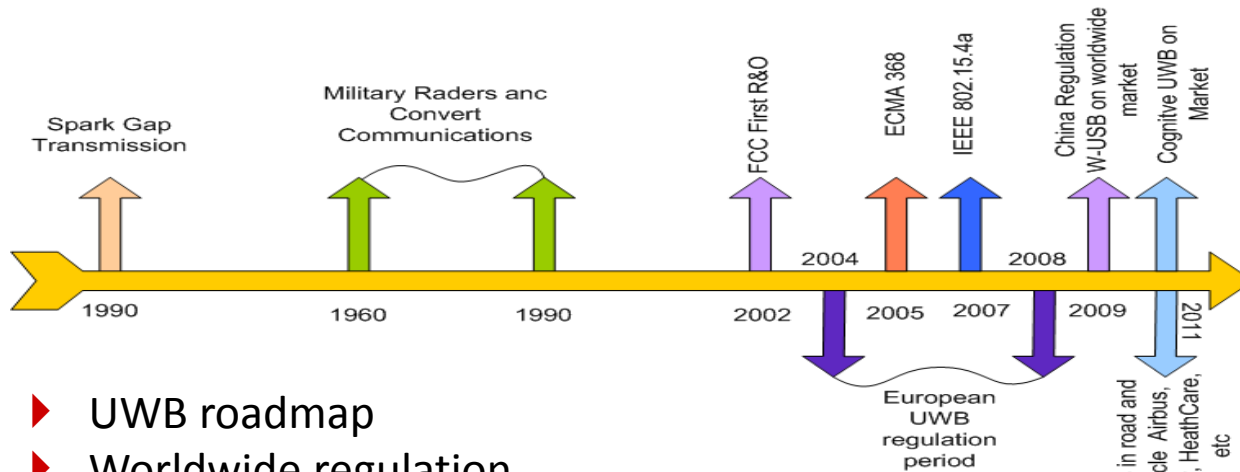 Spark Gap
Transmission
Military Raders anc
Convert
Communications
FCC First R&O
ECMA 368
IEEE 802.15.4a
China Regulation
W-USB on worldwide
market
Cognitve UWB on
Market
1990
1960
1990
2002
2004
2005
2007
2008
2009
2011
European
UWB
regulation
period
in road and
cle Airbus,
, HeathCare,
etc
UWB roadmap
Worldwide regulation